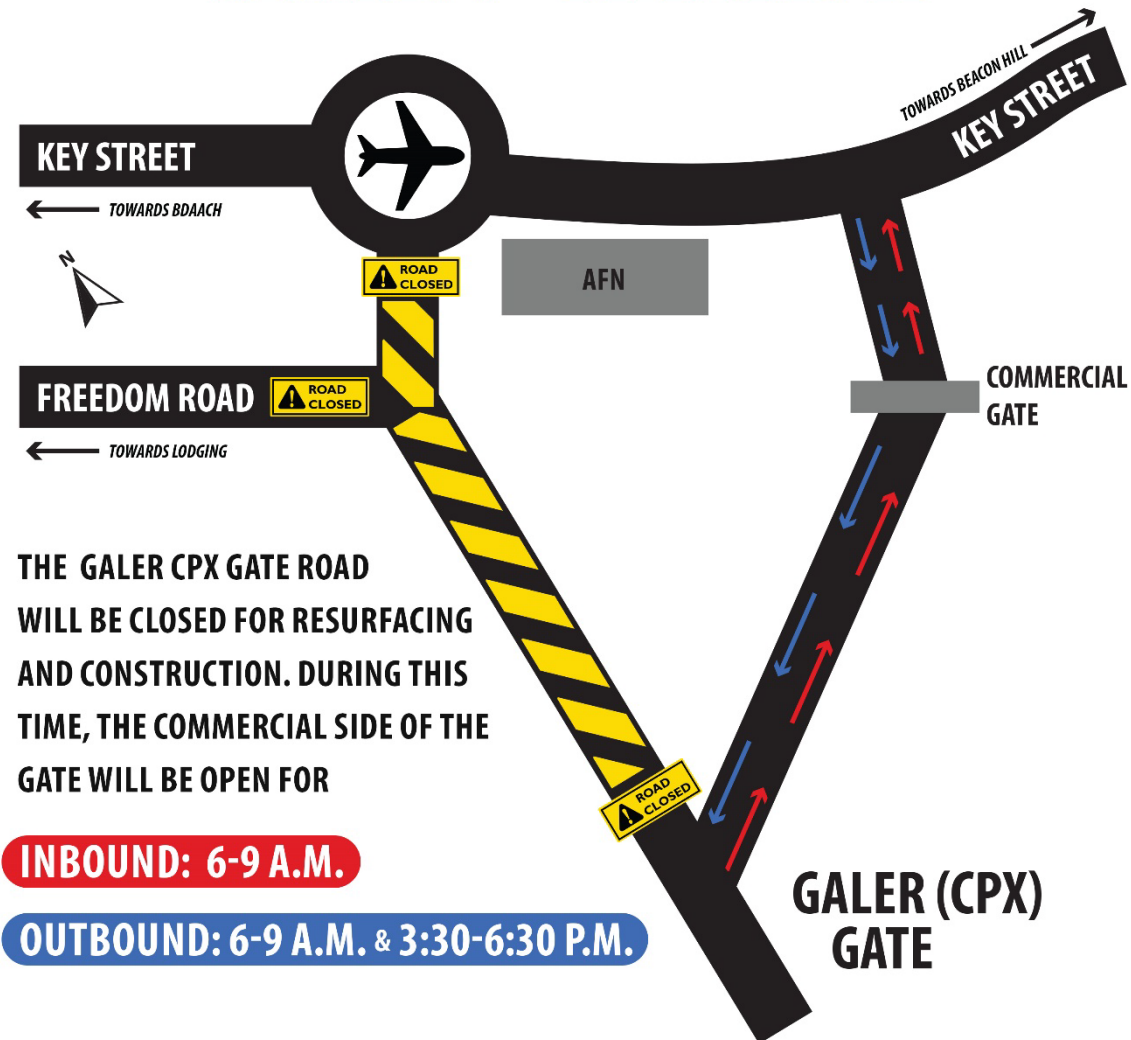 TOWARDS BEACON HILL
KEY STREET
KEY STREET
TOWARDS BDAACH
N
ROAD
CLOSED
AFN
FREEDOM ROAD
ROAD
CLOSED
TOWARDS LODGING
COMMERCIAL
GATE
THE GALER CPX GATE ROAD
WILL BE CLOSED FOR RESURFACING
AND CONSTRUCTION. DURING THIS
TIME, THE COMMERCIAL SIDE OF THE
GATE WILL BE OPEN FOR
ROAD
CLOSED
INBOUND: 6-9 A.M.
OUTBOUND: 6-9 A.M. & 3:30-6:30 P.M.
GALER (CPX)
GATE